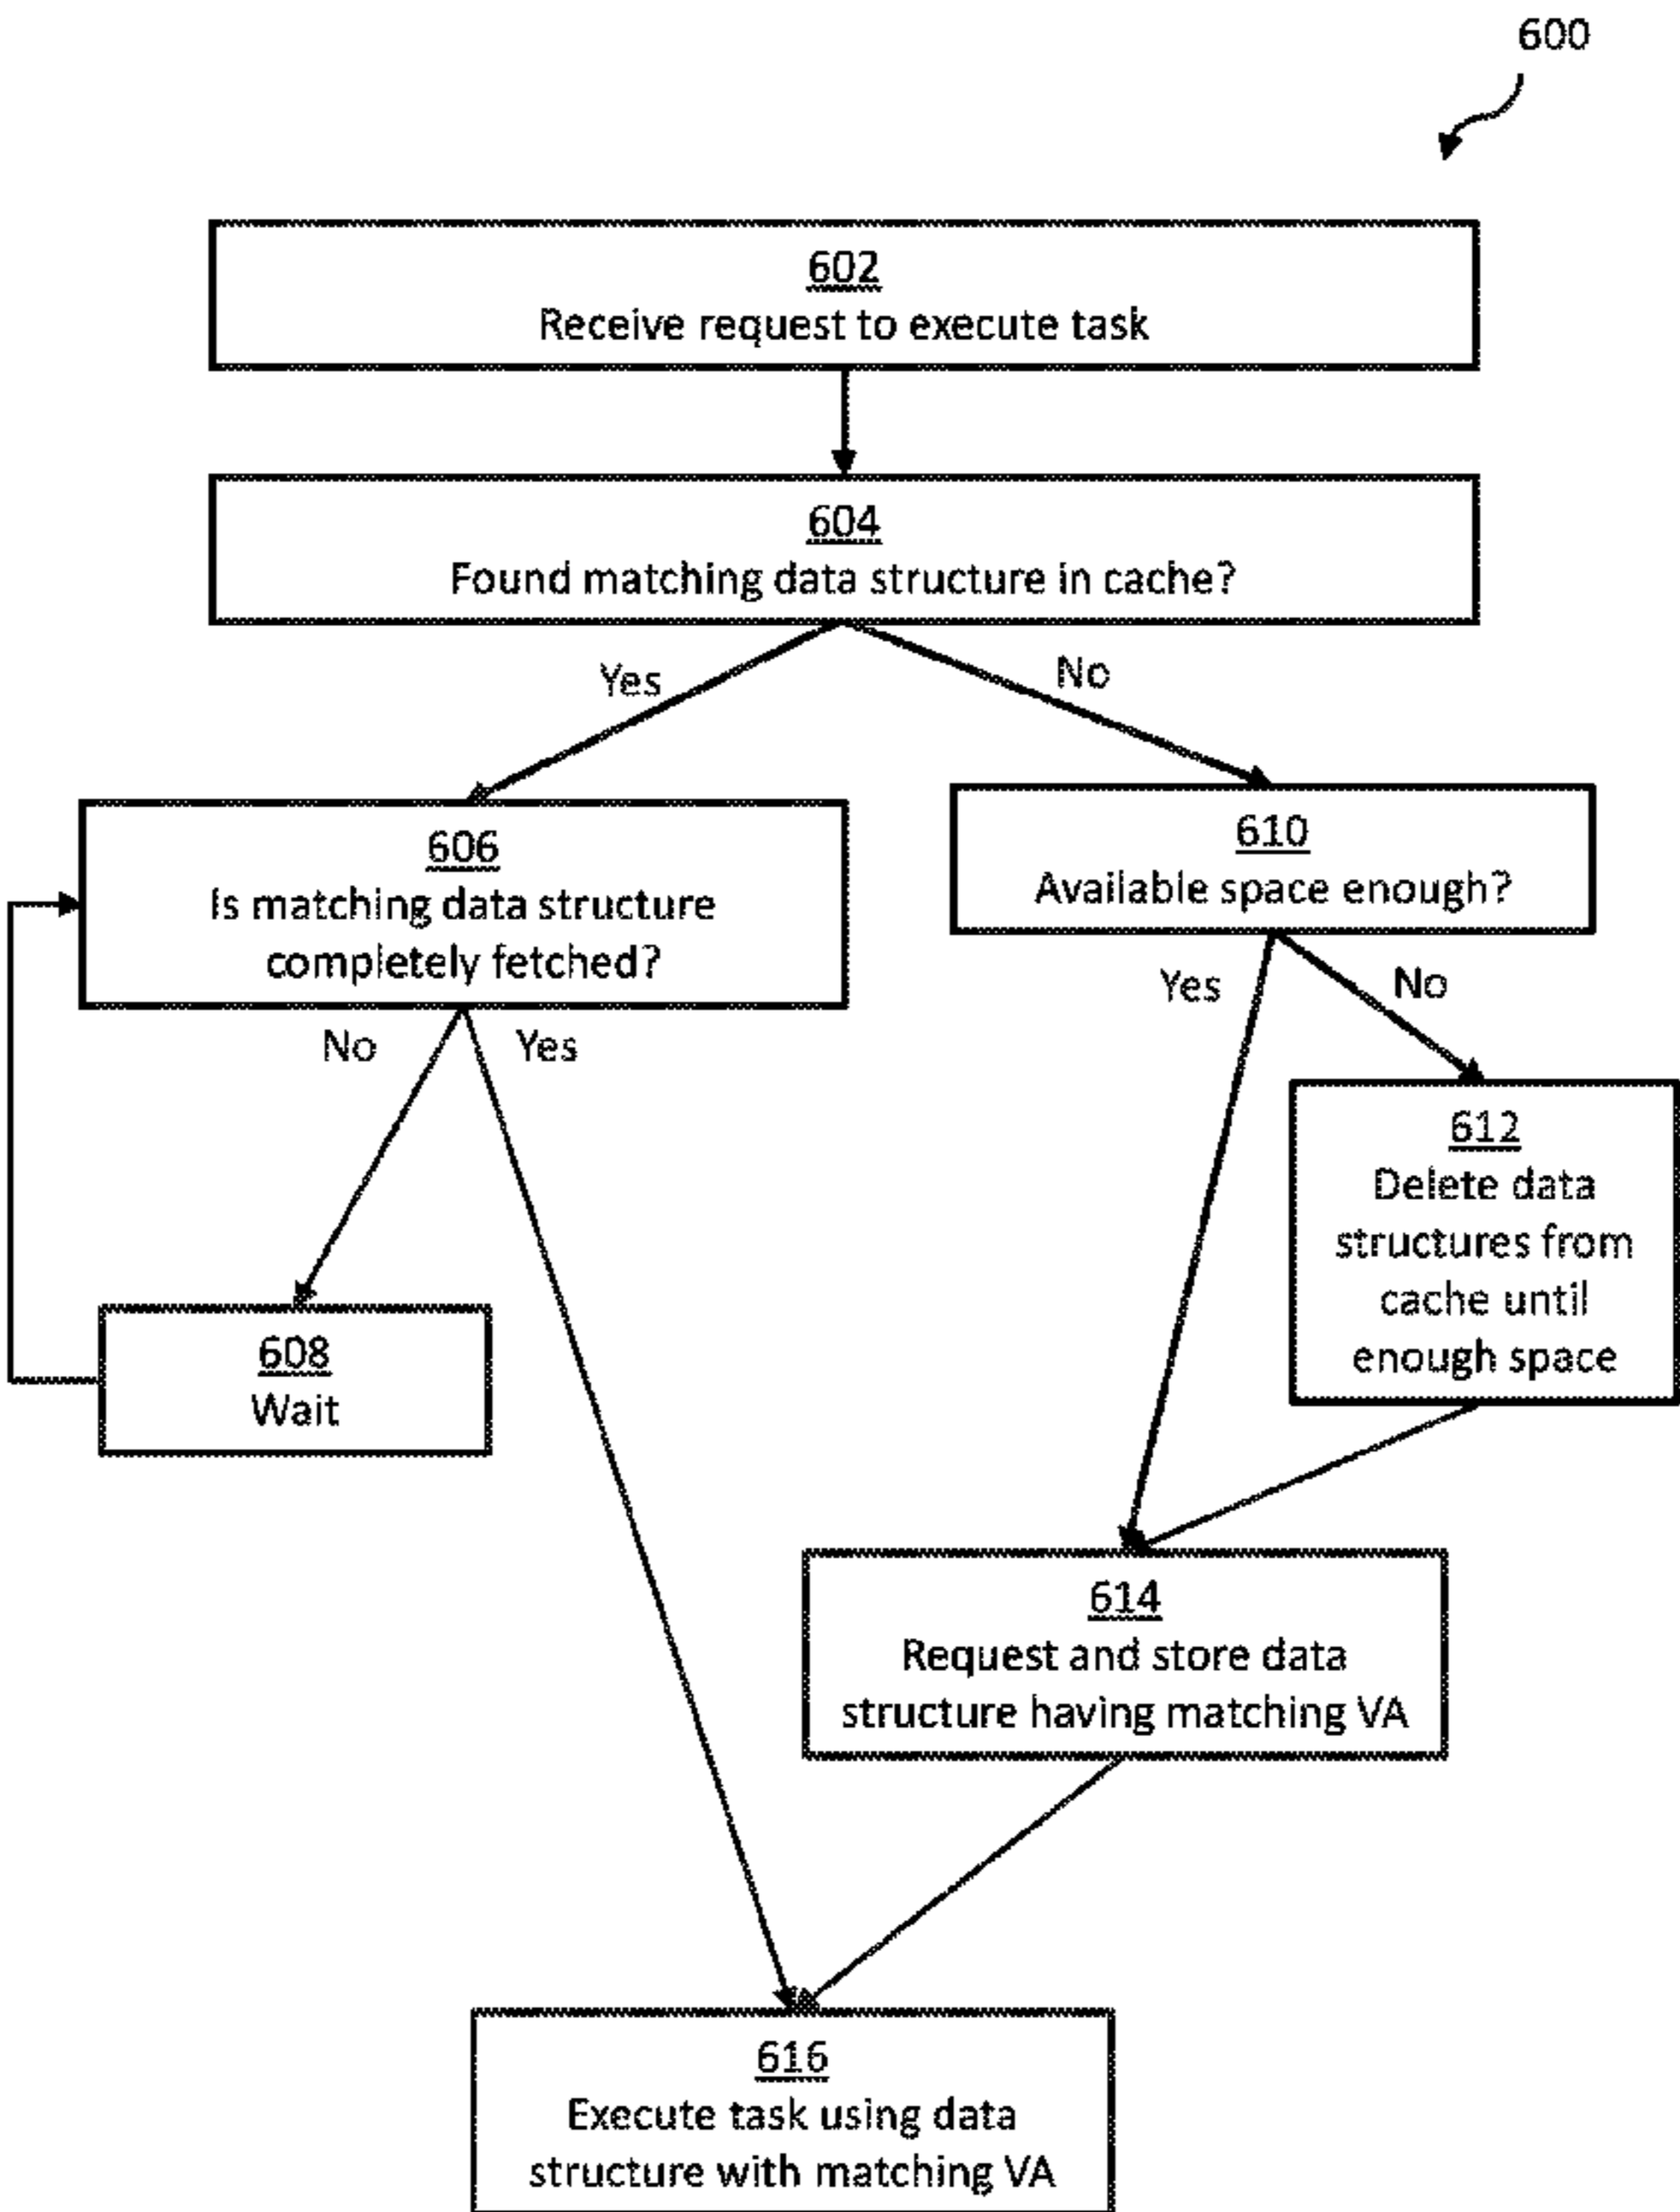 600
602
Receive request to execute task
604
Found matching data structure in cache?
Yes
No
606
Is matching data structure
completely fetched?
610
Available space enough?
No
Yes
Yes
No
608
Wait
612
Delete data
structures from
cache until
enough space
614
Request and store data
structure having matching VA
616
Execute task using data
structure with matching VA